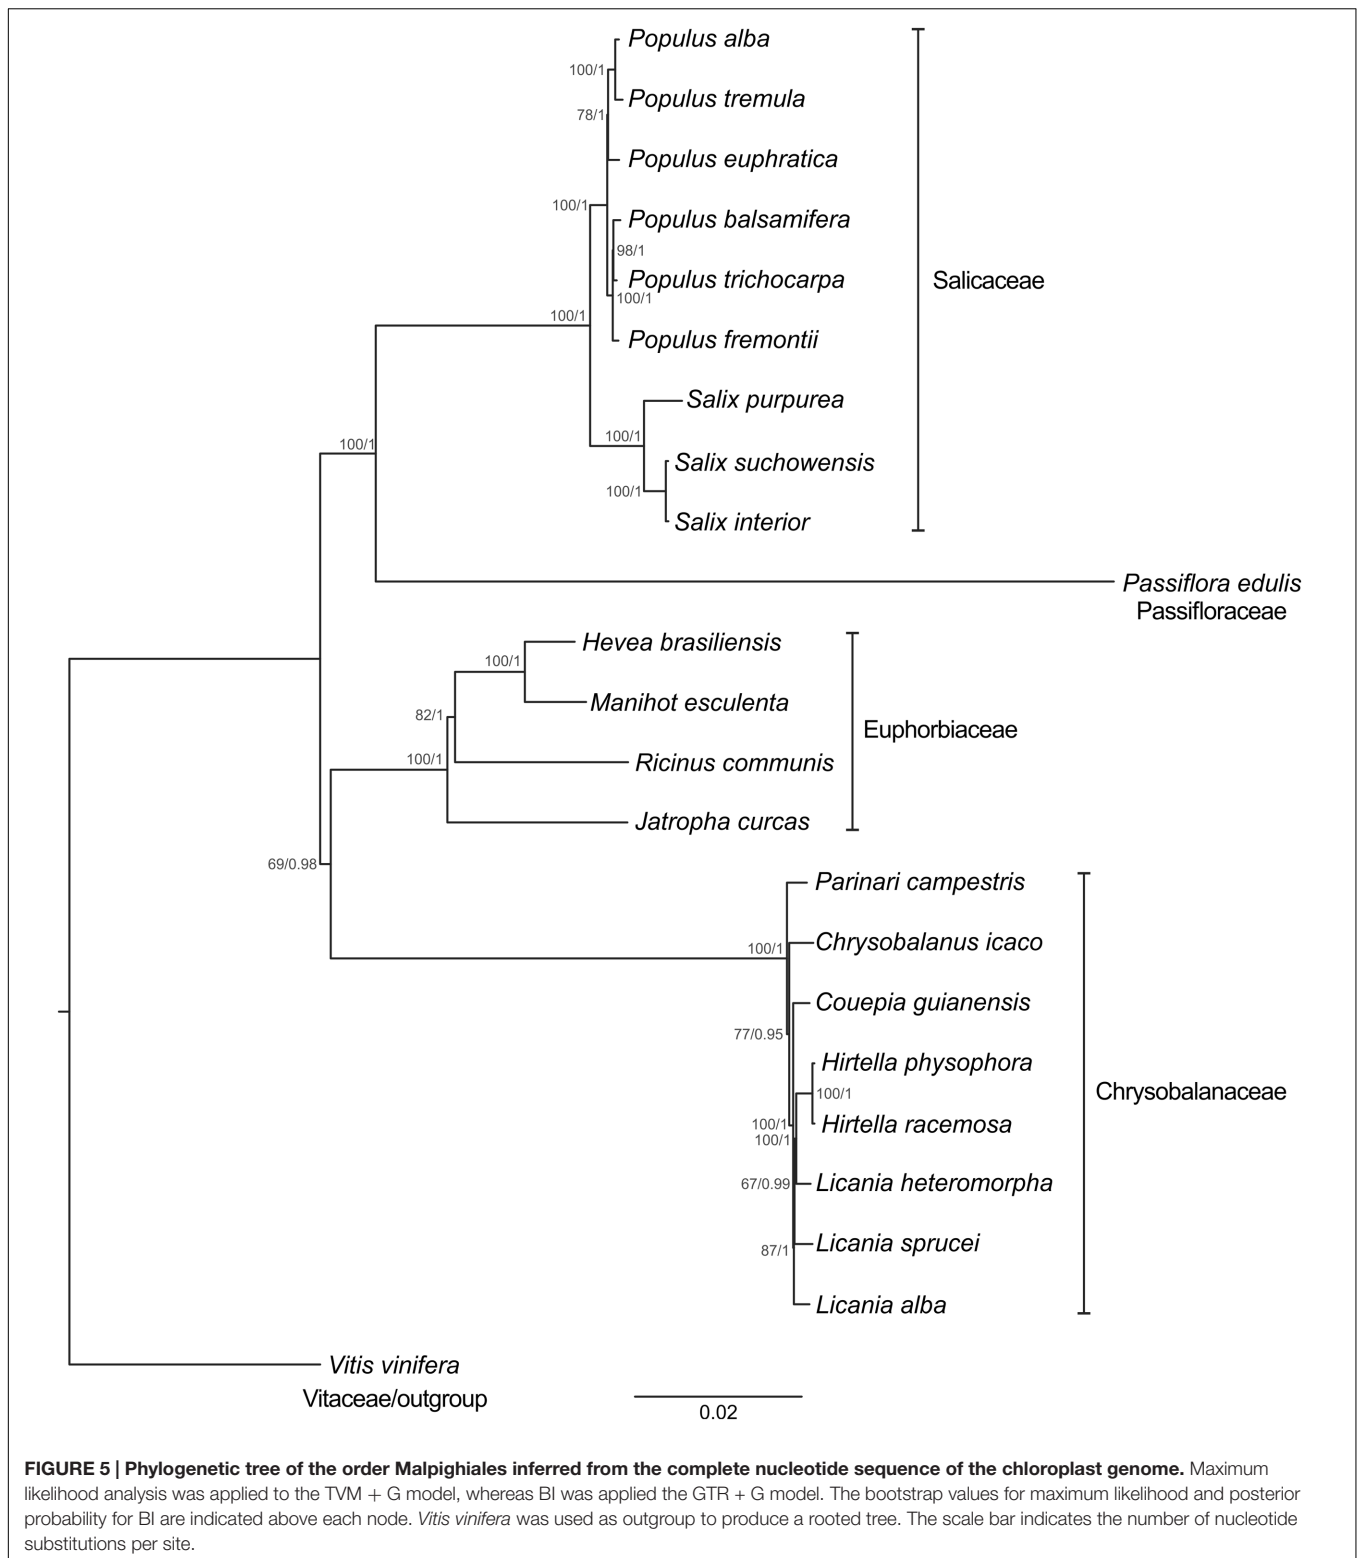 Populus alba
100/1
Populus tremula
78/1
Populus euphratica
100/1
Populus balsamifera
98/1
Populus trichocarpa
Salicaceae
100/1
100/1
Populus fremontii
Salix purpurea
100/1
100/1
Salix suchowensis
100/1
Salix interior
Passiflora edulis
Passifloraceae
Hevea brasiliensis
100/1
Manihot esculenta
82/1
Euphorbiaceae
100/1
Ricinus communis
Jatropha curcas
69/0.98
Parinari campestris
100/1
Chrysobalanus icaco
Couepia guianensis
77/0.95
Hirtella physophora
100/1
Chrysobalanaceae
100/1
Hirtella racemosa
100/1
67/0.99
Licania heteromorpha
87/1
Licania sprucei
Licania alba
Vitis vinifera
Vitaceae/outgroup
0.02
FIGURE 5 | Phylogenetic tree of the order Malpighiales inferred from the complete nucleotide sequence of the chloroplast genome. Maximum
likelihood analysis was applied to the TVM + G model, whereas BI was applied the GTR + G model. The bootstrap values for maximum likelihood and posterior
probability for BI are indicated above each node. Vitis vinifera was used as outgroup to produce a rooted tree. The scale bar indicates the number of nucleotide
substitutions per site.